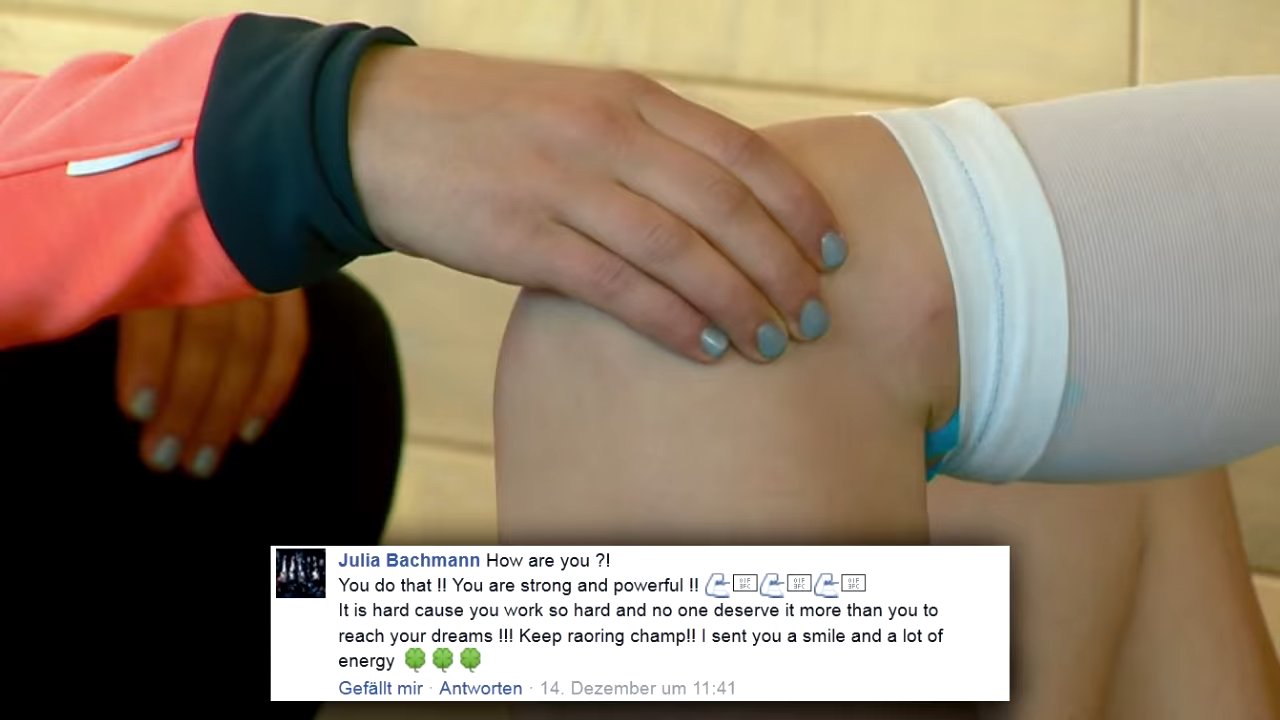 Julia Bachmann How are you ?!
You do that !! You are strong and powerful !!
It is hard cause you work so hard and no one deserve it more than you to
reach your dreams !!! Keep raoring champ!! I sent you a smile and a lot of
energy 🍀🍀🍀
Gefällt mir · Antworten · 14. Dezember um 11:41